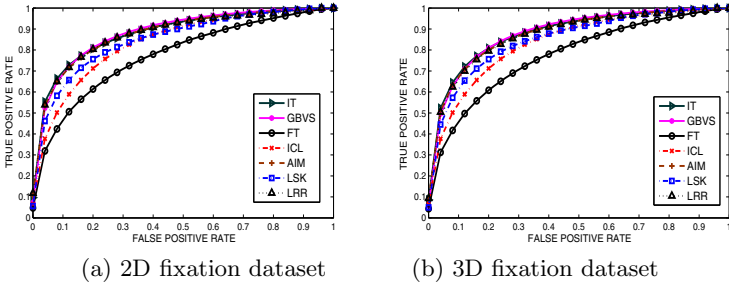 TRUE POSITIVE RATE
1
0.9
0.8
0.7
0.6
0.5
0.4
0.3
0.2
0.1
0
0 0.1 0.2 0.3 0.4 0.5 0.6 0.7 0.8 0.9 1
FALSE POSITIVE RATE
IT
GBVS
FT
ICL
AIM
LSK
LRR
(a) 2D fixation dataset
TRUE POSITIVE RATE
1
0.9
0.8
0.7
0.6
0.5
0.4
0.3
0.2
0.1
0
0 0.1 0.2 0.3 0.4 0.5 0.6 0.7 0.8 0.9 1
FALSE POSITIVE RATE
IT
GBVS
FT
ICL
AIM
LSK
LRR
(b) 3D fixation dataset